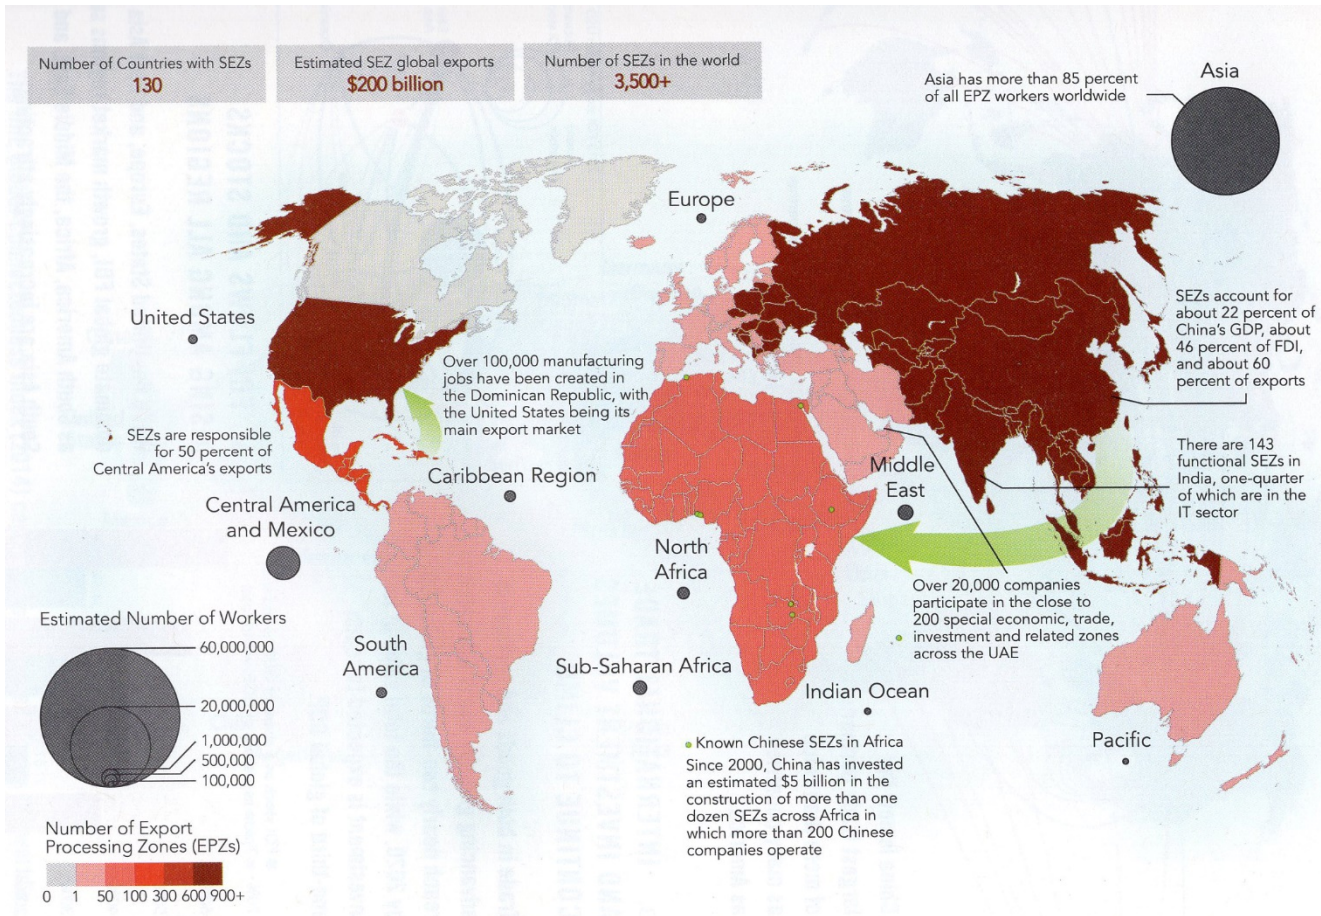 Number of Countries with SEZs
130
Estimated SEZ global exports
$200 billion
Number of SEZs in the world
3,500+
Asia has more than 85 percent
of all EPZ workers worldwide
Asia
Europe
United States
Over 100,000 manufacturing
jobs have been created in
the Dominican Republic, with
the United States being its
main export market
SEZs account for
about 22 percent of
China's GDP, about
46 percent of FDI,
and about 60
percent of exports
SEZs are responsible
for 50 percent of
Central America's exports
Caribbean Region
Central America
and Mexico
Middle
East
There are 143
functional SEZs in
India, one-quarter
of which are in the
IT sector
North
Africa
Over 20,000 companies
participate in the close to
200 special economic, trade,
investment and related zones
across the UAE
South
America
Sub-Saharan Africa
Indian Ocean
Pacific
Estimated Number of Workers
60,000,000
20,000,000
1,000,000
500,000
100,000
Known Chinese SEZs in Africa
Since 2000, China has invested
an estimated $5 billion in the
construction of more than one
dozen SEZs across Africa in
which more than 200 Chinese
companies operate
Number of Export
Processing Zones (EPZs)
0 1 50 100 300 600 900+